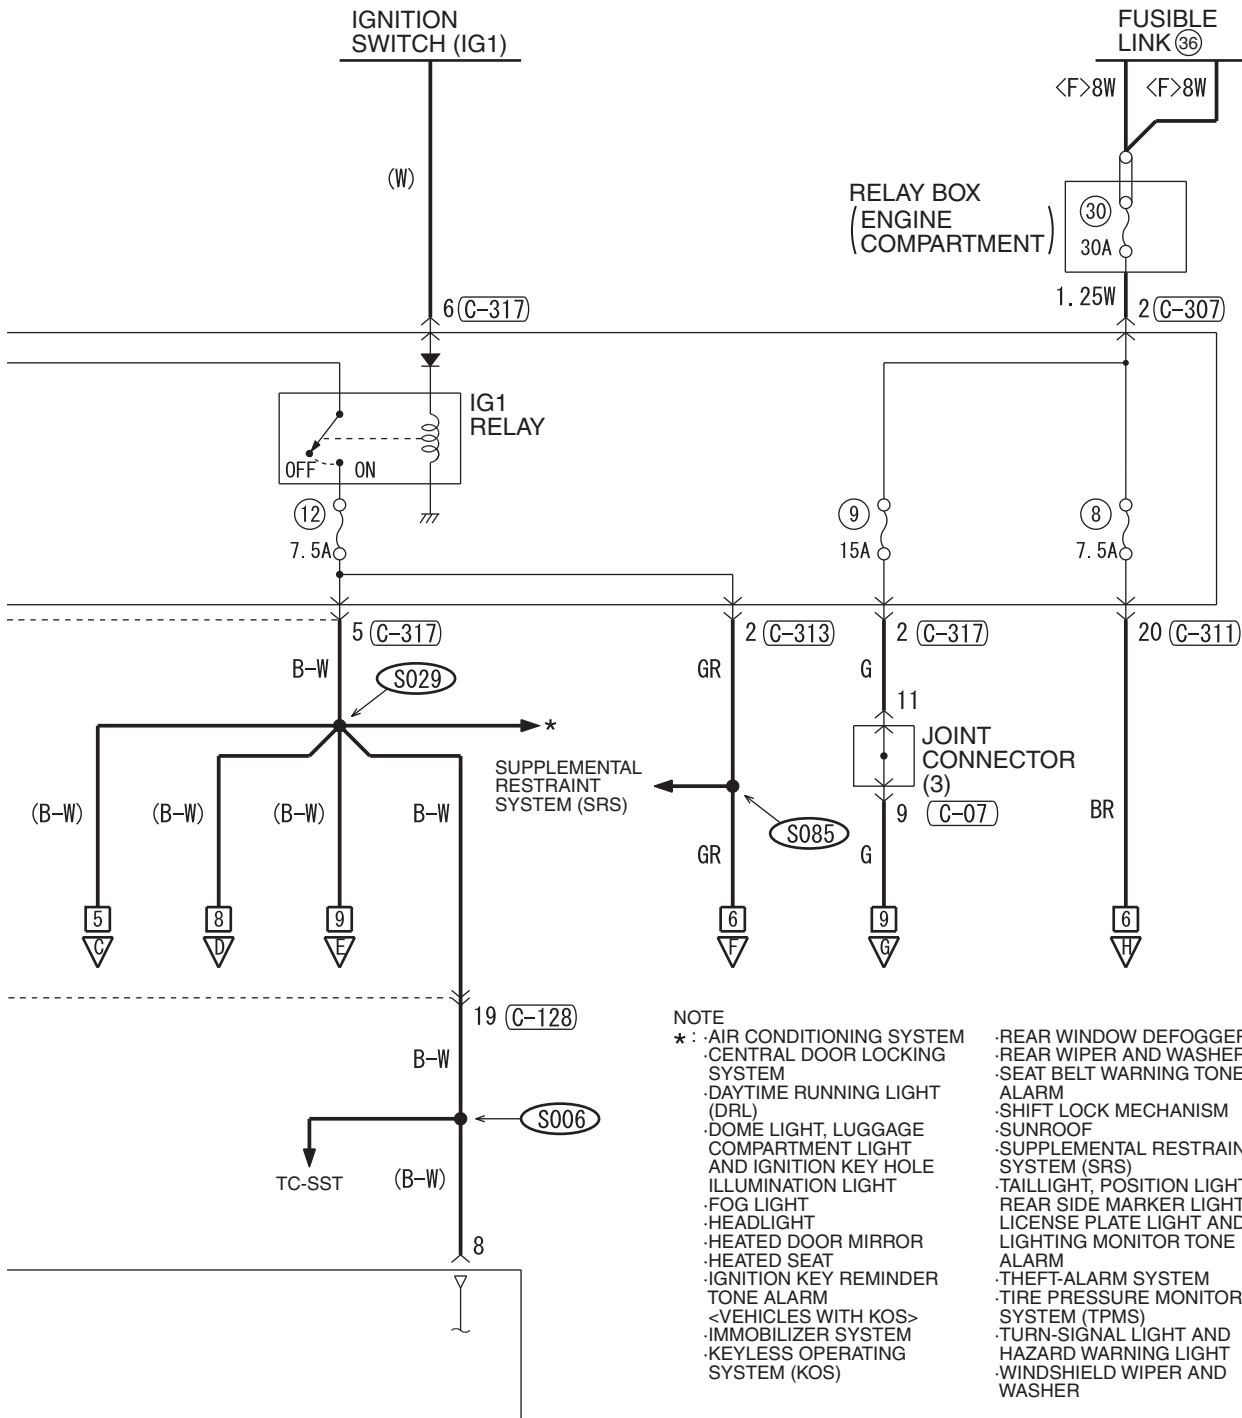 IGNITION
SWITCH (IG1)
FUSIBLE
LINK 36
<F>8W
<F>8W
(W)
RELAY BOX
(ENGINE
COMPARTMENT)
30
30A
1.25W
6 (C-317)
2 (C-307)
IG1
RELAY
OFF
ON
12
7.5A
9
15A
8
7.5A
5 (C-317)
2 (C-313)
2 (C-317)
20 (C-311)
B-W
S029
GR
G
11
*
JOINT
CONNECTOR
(3)
SUPPLEMENTAL
RESTRAINT
SYSTEM (SRS)
(B-W)
(B-W)
(B-W)
B-W
9 (C-07)
BR
S085
GR
G
5
8
9
6
9
6
C
D
E
F
G
H
19 (C-128)
B-W
S006
TC-SST
(B-W)
8
NOTE
* : ·AIR CONDITIONING SYSTEM
·CENTRAL DOOR LOCKING
SYSTEM
·DAYTIME RUNNING LIGHT
(DRL)
·DOME LIGHT, LUGGAGE
COMPARTMENT LIGHT
AND IGNITION KEY HOLE
ILLUMINATION LIGHT
·FOG LIGHT
·HEADLIGHT
·HEATED DOOR MIRROR
·HEATED SEAT
·IGNITION KEY REMINDER
TONE ALARM
<VEHICLES WITH KOS>
·IMMOBILIZER SYSTEM
·KEYLESS OPERATING
SYSTEM (KOS)
·REAR WINDOW DEFOGGER
·REAR WIPER AND WASHER
·SEAT BELT WARNING TONE
ALARM
·SHIFT LOCK MECHANISM
·SUNROOF
·SUPPLEMENTAL RESTRAIN
SYSTEM (SRS)
·TAILLIGHT, POSITION LIGHT
REAR SIDE MARKER LIGHT
LICENSE PLATE LIGHT AND
LIGHTING MONITOR TONE
ALARM
·THEFT-ALARM SYSTEM
·TIRE PRESSURE MONITOR
SYSTEM (TPMS)
·TURN-SIGNAL LIGHT AND
HAZARD WARNING LIGHT
·WINDSHIELD WIPER AND
WASHER